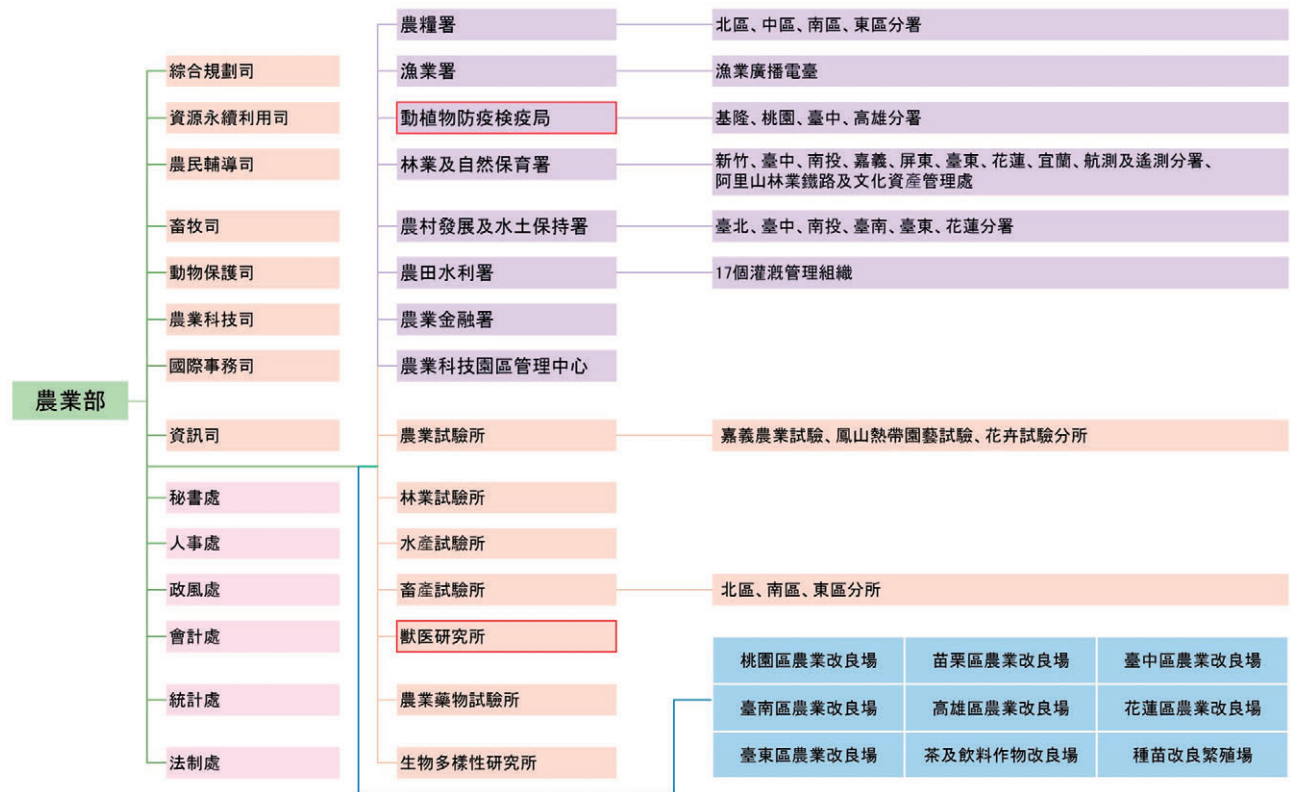 農業部
綜合規劃司
資源永續利用司
農民輔導司
畜牧司
動物保護司
農業科技司
國際事務司
資訊司
秘書處
人事處
政風處
會計處
統計處
法制處
農糧署
漁業署
動植物防疫檢疫局
林業及自然保育署
農村發展及水土保持署
農田水利署
農業金融署
農業科技園區管理中心
農業試驗所
林業試驗所
水產試驗所
畜產試驗所
獸医研究所
農業藥物試驗所
生物多樣性研究所
北區、中區、南區、東區分署
漁業廣播電臺
基隆、桃園、臺中、高雄分署
新竹、臺中、南投、嘉義、屏東、臺東、花蓮、宜蘭、航測及遙測分署、
阿里山林業鐵路及文化資產管理處
臺北、臺中、南投、臺南、臺東、花蓮分署
17個灌溉管理組織
嘉義農業試驗、鳳山熱帶園藝試驗、花卉試驗分所
北區、南區、東區分所
桃園區農業改良場
苗栗區農業改良場
臺中區農業改良場
臺南區農業改良場
高雄區農業改良場
花蓮區農業改良場
臺東區農業改良場
茶及飲料作物改良場
種苗改良繁殖場